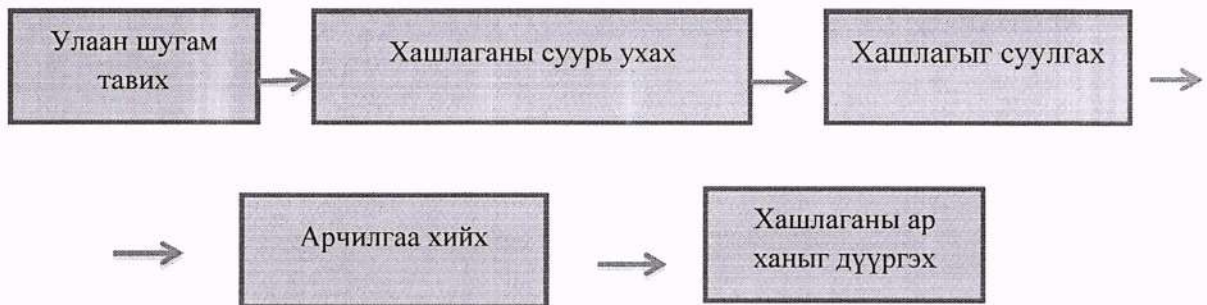 Улаан шугам
тавих
Хашлаганы суурь ухах
Хашлагыг суулгах
Арчилгаа хийх
Хашлаганы ар
ханыг дүүргэх